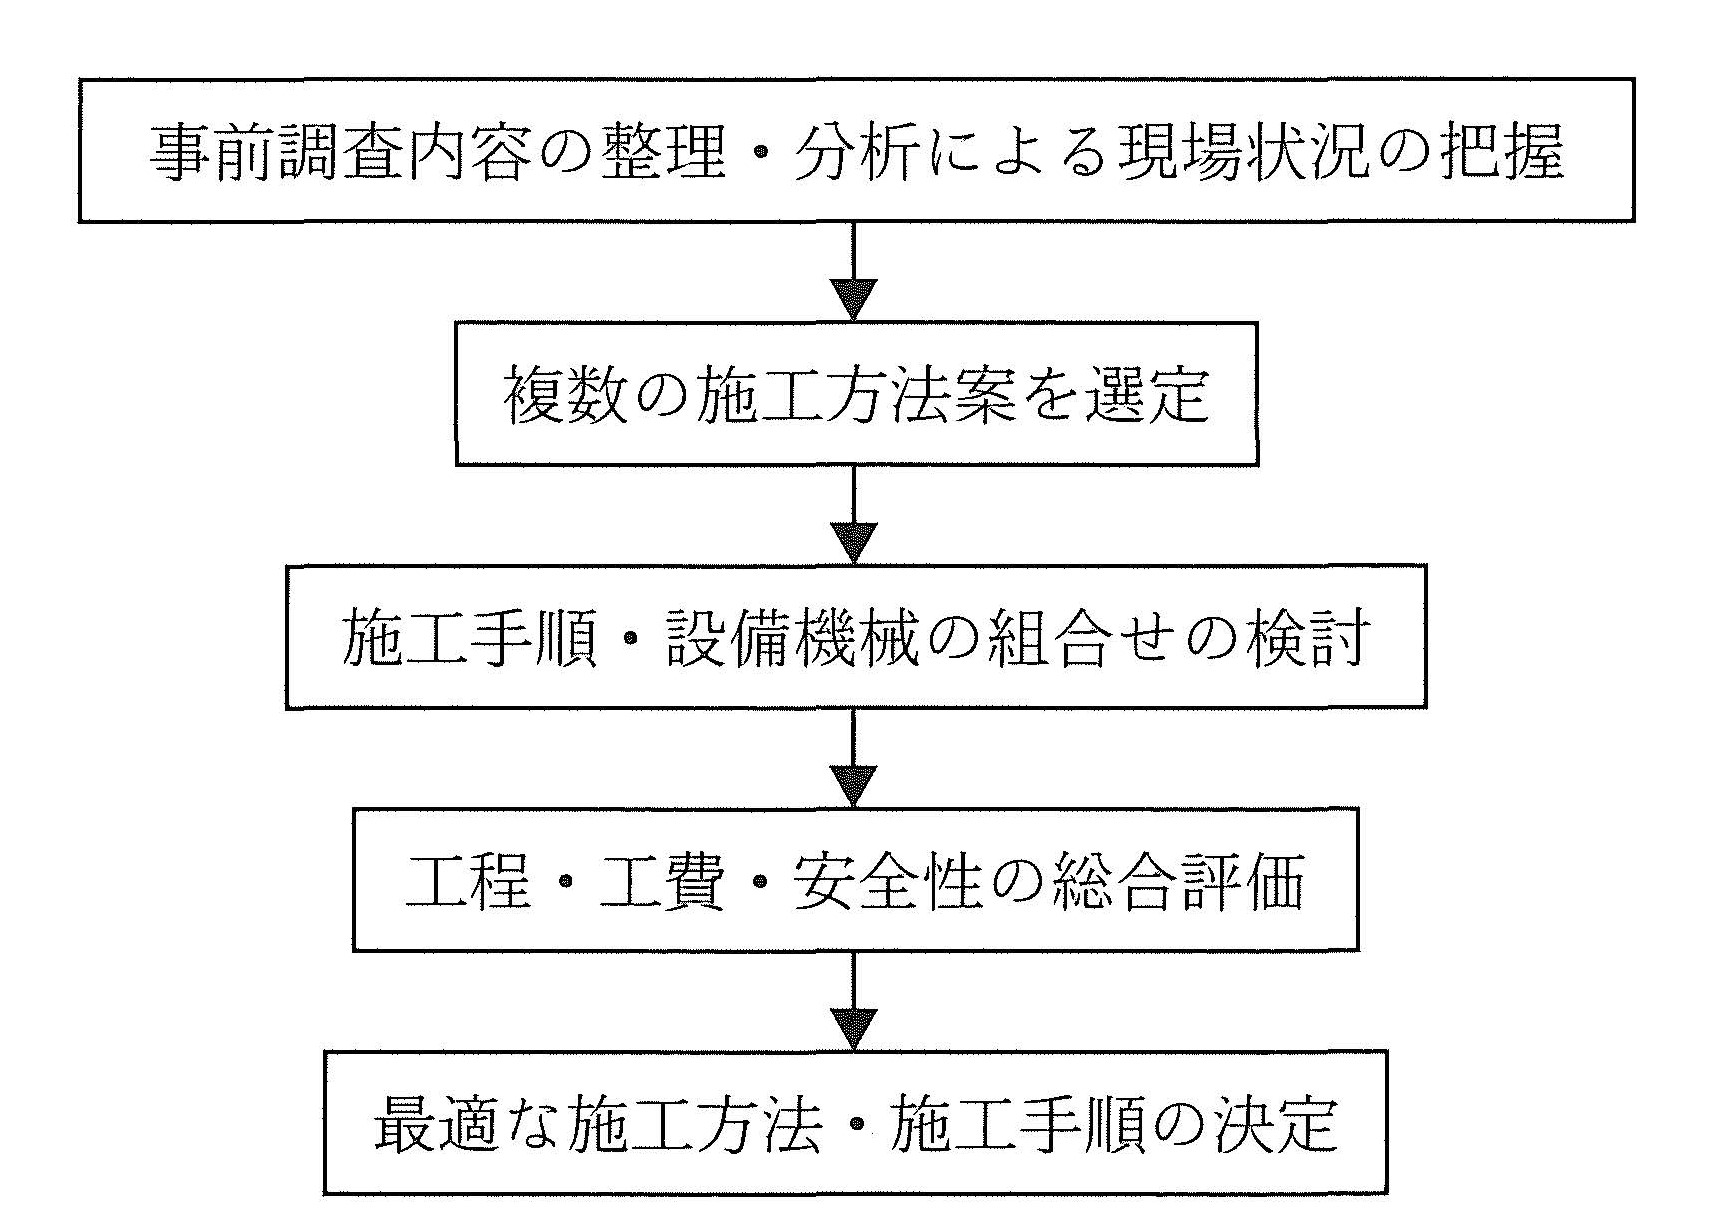 事前調査内容の整理・分析による現場状況の把握
複数の施工方法案を選定
施工手順・設備機械の組合せの検討
工程・工費・安全性の総合評価
最適な施工方法・施工手順の決定